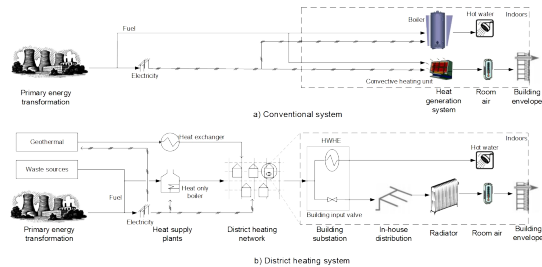 Indoors
Fuel
Boiler
Hot water
Electricity
Convective heating unit
Primary energy
transformation
Heat
generation
system
Room
air
Building
envelope
a) Conventional system
Geothermal
Heat exchanger
HWHE
Indoors
Hot water
Waste sources
Fuel
Heat only
boiler
Building input valve
Electricity
Primary energy
transformation
Heat supply
plants
District heating
network
Building
substation
In-house
distribution
Radiator
Room air
Building
envelope
b) District heating system